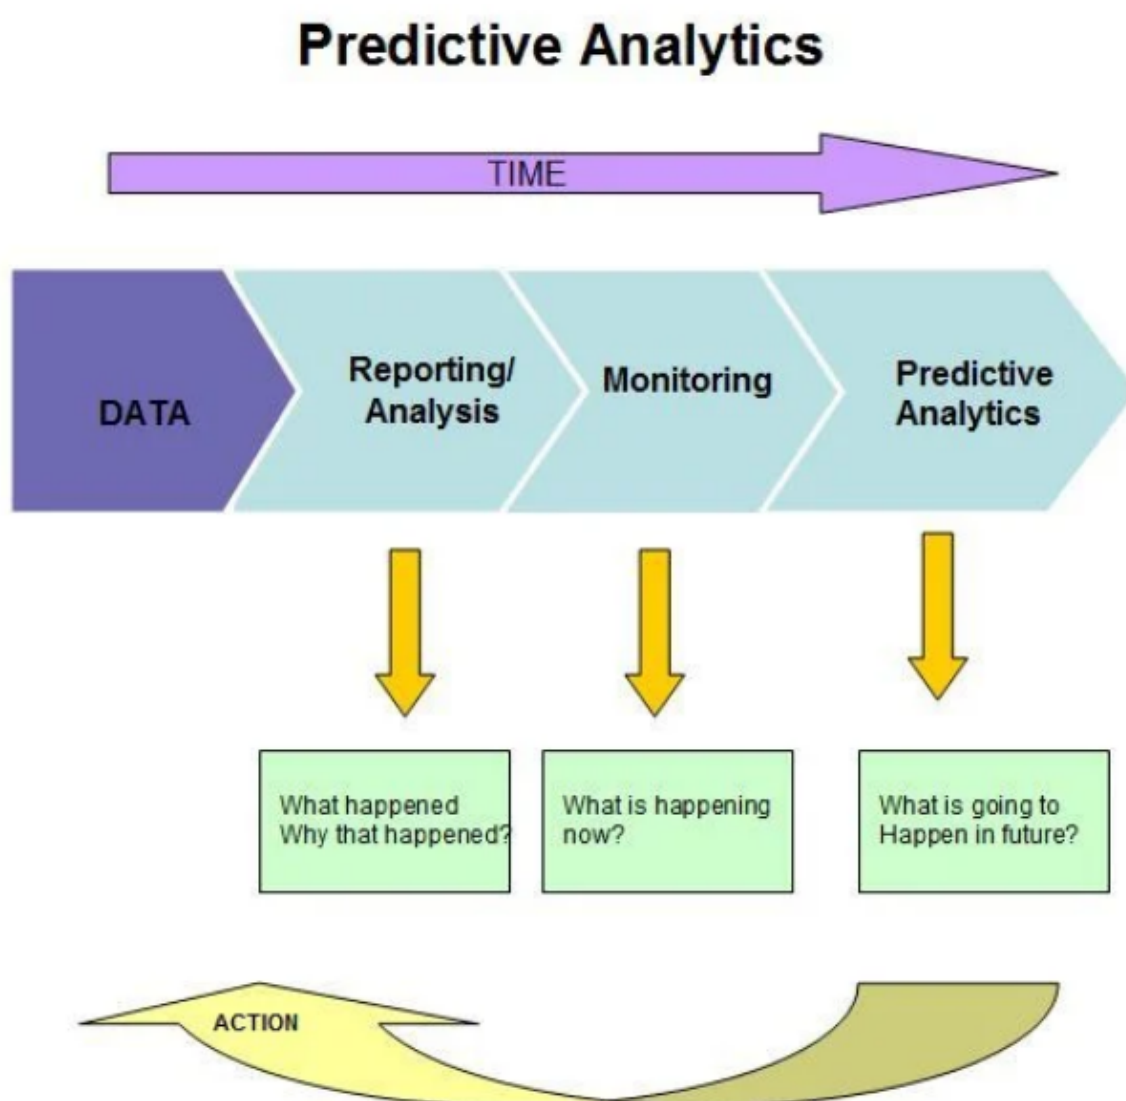 Predictive Analytics
TIME
DATA
Reporting/
Analysis
Monitoring
Predictive
Analytics
What happened
Why that happened?
What is happening
now?
What is going to
Happen in future?
ACTION